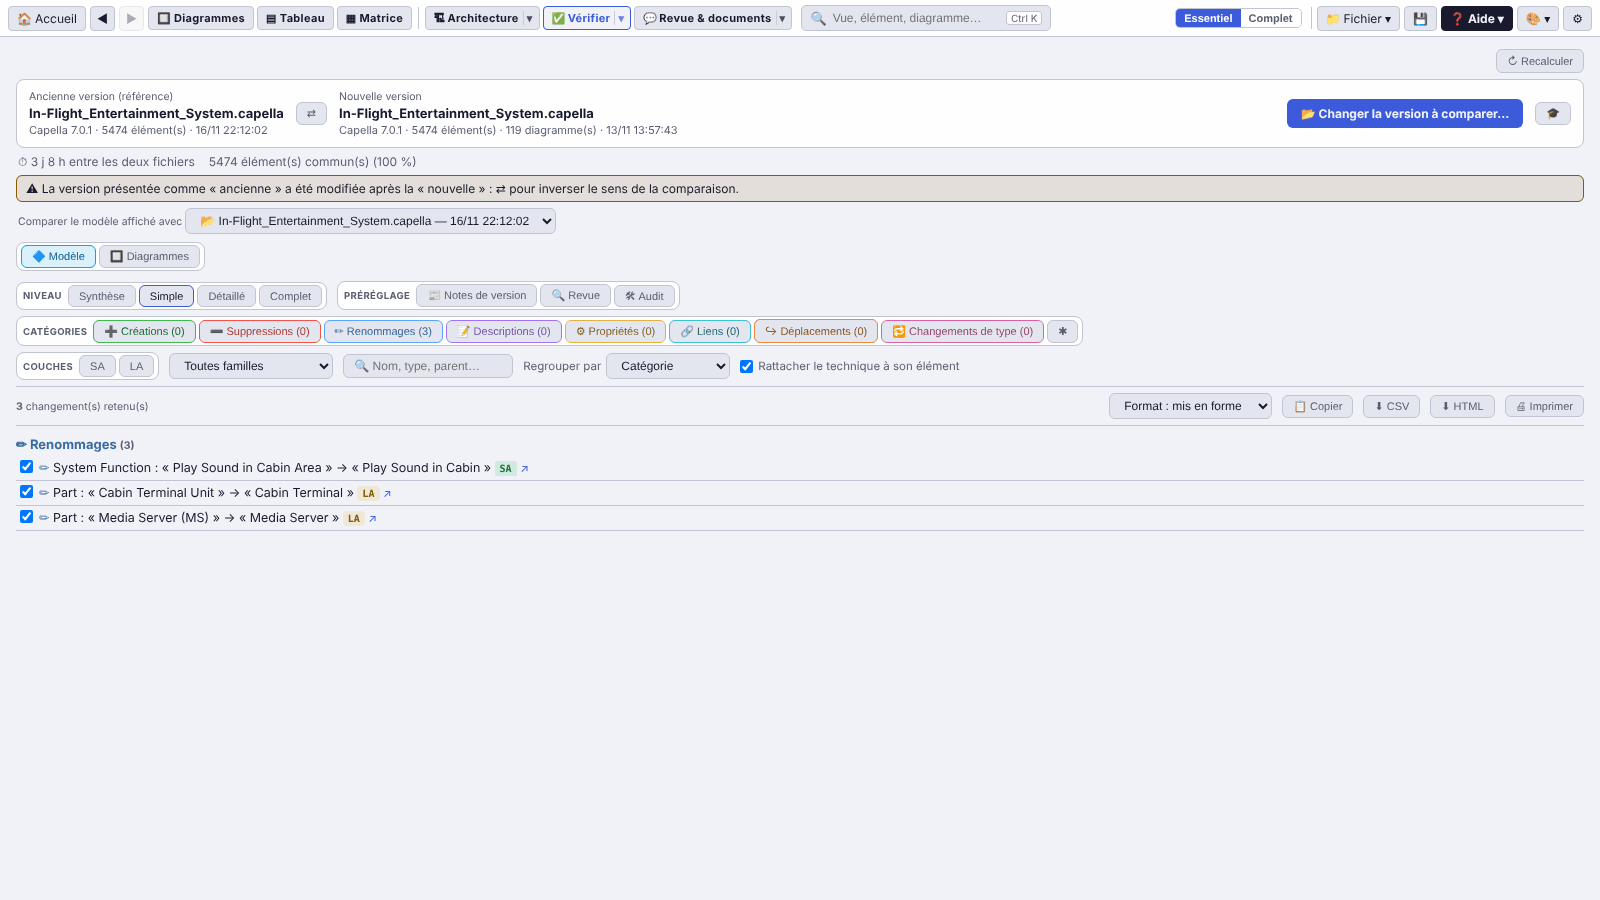 🏠 Accueil ◀ ▶ 🔲 Diagrammes ▤ Tableau ▦ Matrice 🏗 Architecture ▾ ✅ Vérifier ▾ 💬 Revue & documents ▾ 🔍 Vue, élément, diagramme… Ctrl K Essentiel Complet 📁 Fichier ▾ 💾 ❓ Aide ▾ 🎨 ▾ ⚙
↻ Recalculer
Ancienne version (référence)
In-Flight_Entertainment_System.capella
Capella 7.0.1 · 5474 élément(s) · 16/11 22:12:02
⇄
Nouvelle version
In-Flight_Entertainment_System.capella
Capella 7.0.1 · 5474 élément(s) · 119 diagramme(s) · 13/11 13:57:43
📂 Changer la version à comparer… 🎓
⏱ 3 j 8 h entre les deux fichiers 5474 élément(s) commun(s) (100 %)
⚠ La version présentée comme « ancienne » a été modifiée après la « nouvelle » : ⇄ pour inverser le sens de la comparaison.
Comparer le modèle affiché avec 📂 In-Flight_Entertainment_System.capella — 16/11 22:12:02
🔷 Modèle 🔲 Diagrammes
NIVEAU Synthèse Simple Détaillé Complet PRÉRÉGLAGE 📰 Notes de version 🔍 Revue 🛠 Audit
CATÉGORIES ➕ Créations (0) ➖ Suppressions (0) ✏ Renommages (3) 📝 Descriptions (0) ⚙ Propriétés (0) 🔗 Liens (0) ↪ Déplacements (0) 🔁 Changements de type (0) ✱
COUCHES SA LA Toutes familles 🔍 Nom, type, parent… Regrouper par Catégorie Rattacher le technique à son élément
3 changement(s) retenu(s) Format : mis en forme 📋 Copier ⬇ CSV ⬇ HTML 🖨 Imprimer
✏ Renommages (3)
✏ System Function : « Play Sound in Cabin Area » → « Play Sound in Cabin » SA ↗
✏ Part : « Cabin Terminal Unit » → « Cabin Terminal » LA ↗
✏ Part : « Media Server (MS) » → « Media Server » LA ↗